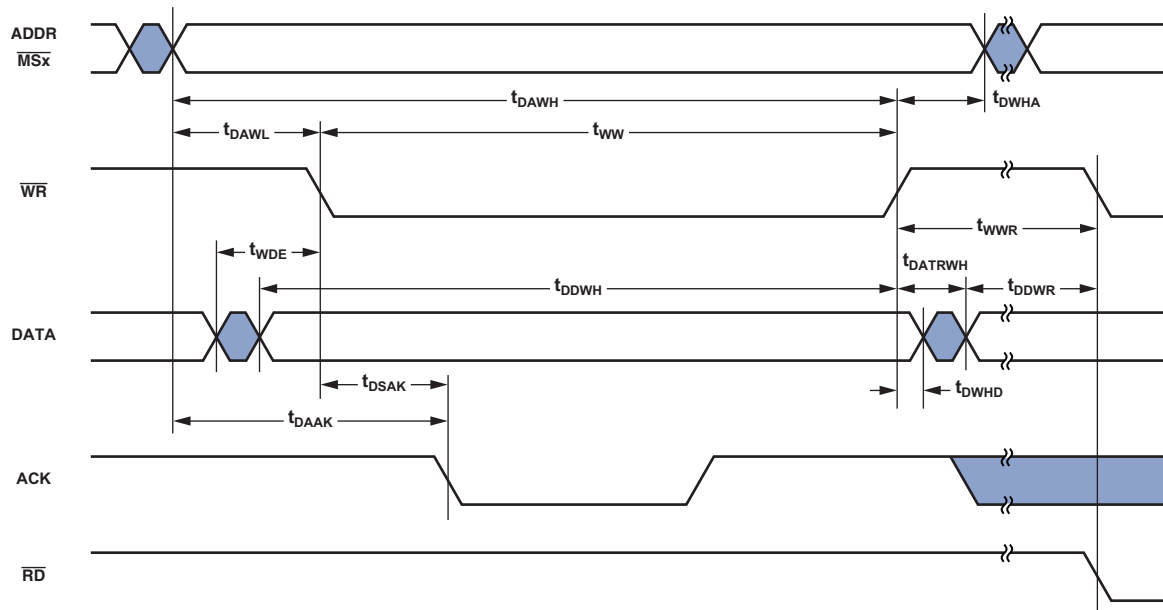 ADDR
MSx
tDAWH
tDWHA
tDAWL
tWW
WR
tWWR
tWDE
tDATRWH
tDDWH
tDDWR
DATA
tDSAK
tDWHD
tDAAK
ACK
RD